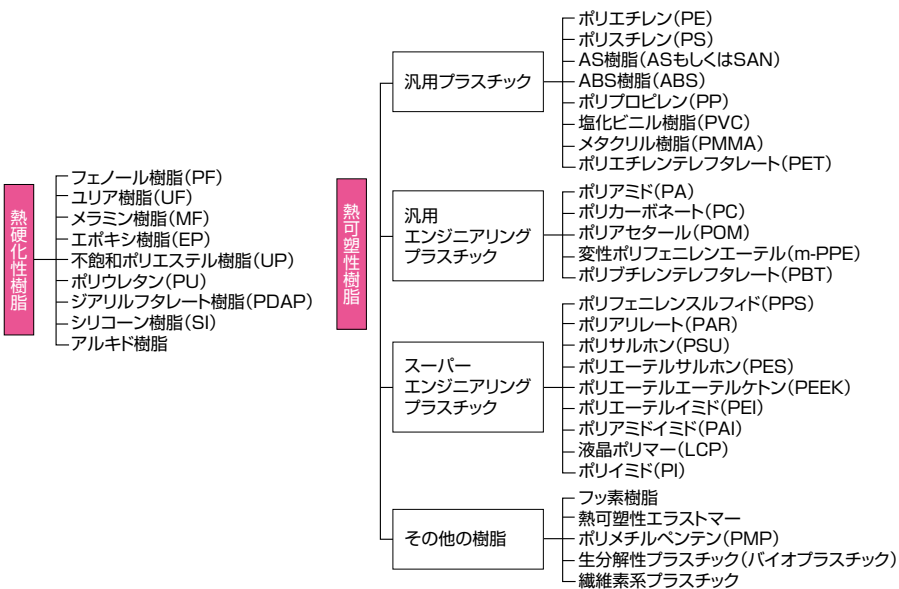 熱硬化性樹脂
フェノール樹脂(PF)
ユリア樹脂(UF)
メラミン樹脂(MF)
エポキシ樹脂(EP)
不飽和ポリエステル樹脂(UP)
ポリウレタン(PU)
ジアリルフタレート樹脂(PDAP)
シリコーン樹脂(SI)
アルキド樹脂
熱可塑性樹脂
汎用プラスチック
ポリエチレン(PE)
ポリスチレン(PS)
AS樹脂(ASもしくはSAN)
ABS樹脂(ABS)
ポリプロピレン(PP)
塩化ビニル樹脂(PVC)
メタクリル樹脂(PMMA)
ポリエチレンテレフタレート(PET)
汎用
エンジニアリング
プラスチック
ポリアミド(PA)
ポリカーボネート(PC)
ポリアセタール(POM)
変性ポリフェニレンエーテル(m-PPE)
ポリブチレンテレフタレート(PBT)
スーパー
エンジニアリング
プラスチック
ポリフェニレンスルフィド(PPS)
ポリアリレート(PAR)
ポリサルホン(PSU)
ポリエーテルサルホン(PES)
ポリエーテルエーテルケトン(PEEK)
ポリエーテルイミド(PEI)
ポリアミドイミド(PAI)
液晶ポリマー(LCP)
ポリイミド(PI)
その他の樹脂
フッ素樹脂
熱可塑性エラストマー
ポリメチルペンテン(PMP)
生分解性プラスチック(バイオプラスチック)
繊維素系プラスチック